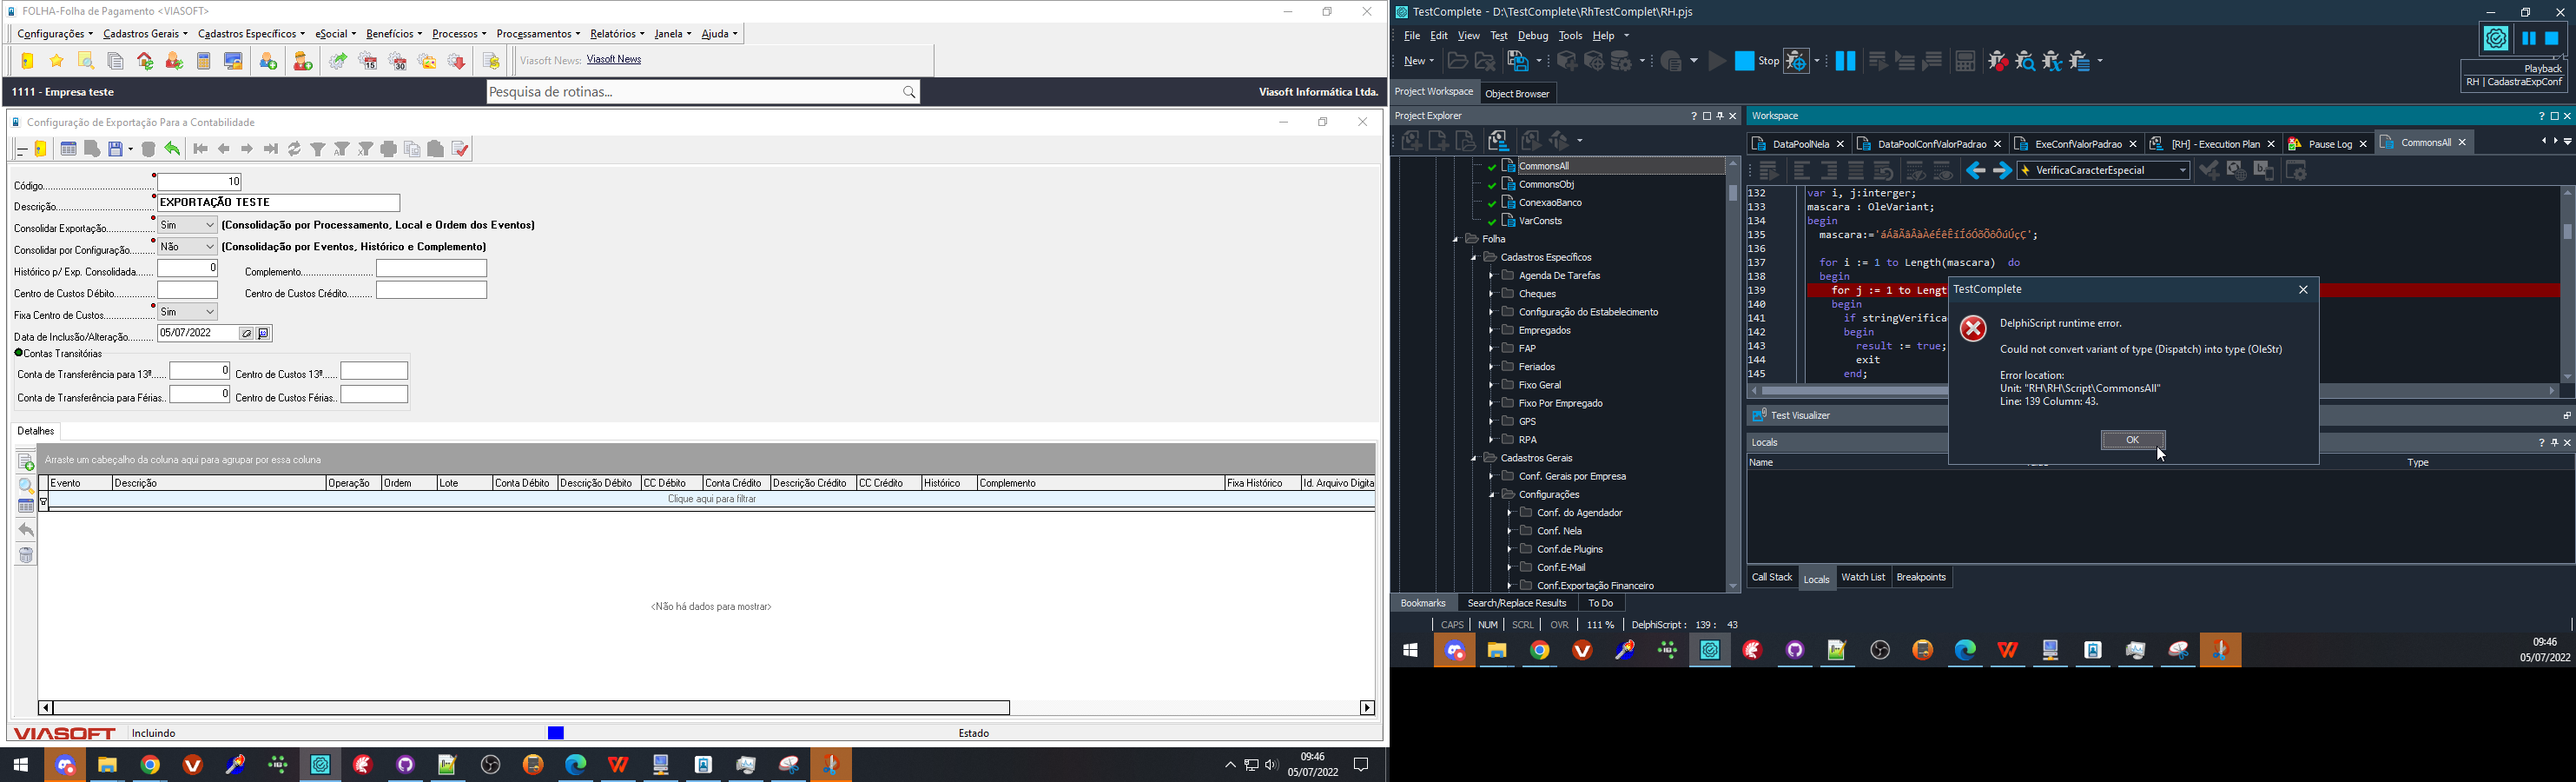 FOLHA-Folha de Pagamento <VIASOFT>
Configurações Cadastros Gerais Cadastros Específicos eSocial Benefícios Processos Processamentos Relatórios Janela Ajuda
Viasoft News: Viasoft News
1111 - Empresa teste
Pesquisa de rotinas...
Viasoft Informática Ltda.
Configuração de Exportação Para a Contabilidade
Código 10
Descrição EXPORTAÇÃO TESTE
Consolidar Exportação Sim (Consolidação por Processamento, Local e Ordem dos Eventos)
Consolidar por Configuração Não (Consolidação por Eventos, Histórico e Complemento)
Histórico p/ Exp. Consolidada 0 Complemento
Centro de Custos Débito Centro de Custos Crédito
Fixa Centro de Custos Sim
Data de Inclusão/Alteração 05/07/2022
Contas Transitórias
Conta de Transferência para 13º 0 Centro de Custos 13º
Conta de Transferência para Férias 0 Centro de Custos Férias
Detalhes
Arraste um cabeçalho da coluna aqui para agrupar por essa coluna
Evento Descrição Operação Ordem Lote Conta Débito Descrição Débito CC Débito Conta Crédito Descrição Crédito CC Crédito Histórico Complemento Fixa Histórico Id. Arquivo Digita
Clique aqui para filtrar
<Não há dados para mostrar>
VIASOFT Incluindo Estado
09:46
05/07/2022
TestComplete - D:\TestComplete\RhTestComplet\RH.pjs
File Edit View Test Debug Tools Help
New Stop
Playback
RH | CadastraExpConf
Project Workspace Object Browser
Project Explorer
CommonsAll
CommonsObj
ConexaoBanco
VarConsts
Folha
Cadastros Específicos
Agenda De Tarefas
Cheques
Configuração do Estabelecimento
Empregados
FAP
Feriados
Fixo Geral
Fixo Por Empregado
GPS
RPA
Cadastros Gerais
Conf. Gerais por Empresa
Configurações
Conf. do Agendador
Conf. Nela
Conf.de Plugins
Conf.E-Mail
Conf.Exportação Financeiro
Bookmarks Search/Replace Results To Do
Workspace
DataPoolNela DataPoolConfValorPadrao ExeConfValorPadrao [RH] - Execution Plan Pause Log CommonsAll
VerificaCaracterEspecial
132 var i, j:interger;
133 mascara : OleVariant;
134 begin
135 mascara:='áÁãÃâÂàÀéÉêÊíÍóÓõÕôÔúÚçÇ';
136
137 for i := 1 to Length(mascara) do
138 begin
139 for j := 1 to Lengt
140 begin
141 if stringVerifica
142 begin
143 result := true;
144 exit
145 end;
TestComplete
DelphiScript runtime error.
Could not convert variant of type (Dispatch) into type (OleStr)
Error location:
Unit: "RH\RH\Script\CommonsAll"
Line: 139 Column: 43.
OK
Test Visualizer
Locals
Name Type
Call Stack Locals Watch List Breakpoints
CAPS NUM SCRL OVR 111 % DelphiScript : 139 : 43
09:46
05/07/2022